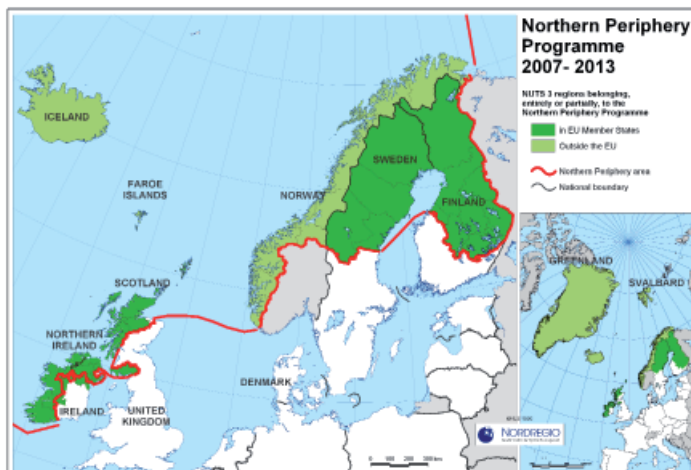 Northern Periphery
Programme
2007- 2013
NUTS 3 regions belonging,
entirely or partially, to the
Northern Periphery Programme
in EU Member States
Outside the EU
Northern Periphery area
National boundary
ICELAND
FAROE
ISLANDS
SWEDEN
NORWAY
FINLAND
SCOTLAND
NORTHERN
IRELAND
IRELAND
UNITED
KINGDOM
DENMARK
NORDREGIO
GREENLAND
SVALBARD